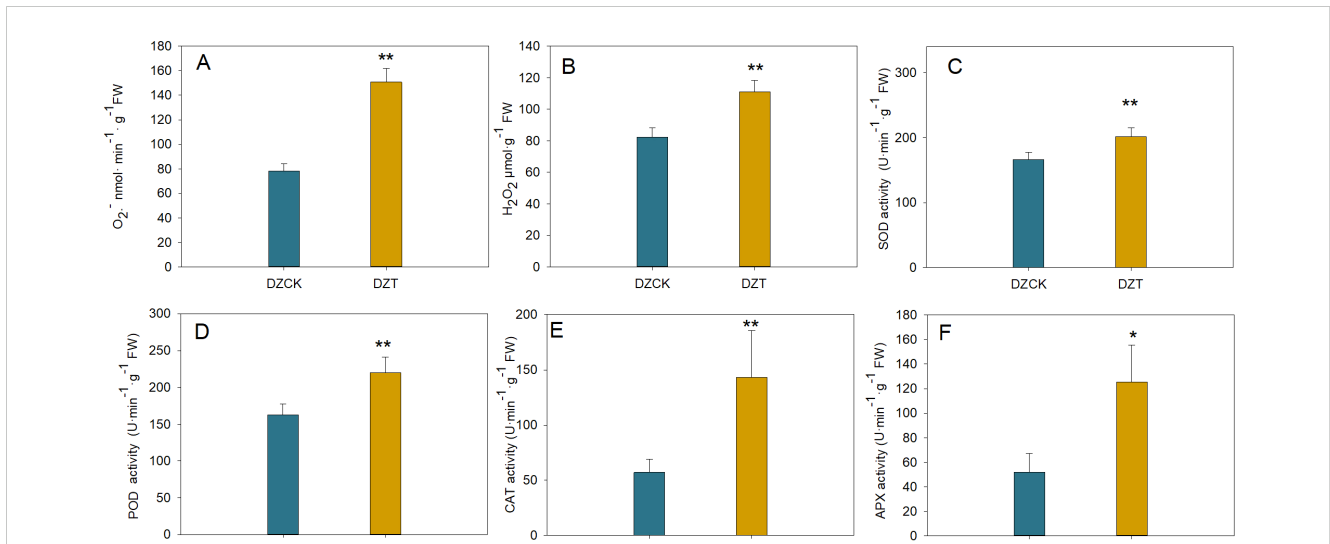 A
O₂·⁻ nmol· min⁻¹· g⁻¹FW
180
160
140
120
100
80
60
40
20
0
**
DZCK
DZT
B
H₂O₂ μmol·g⁻¹ FW
140
120
100
80
60
40
20
0
**
DZCK
DZT
C
SOD activity (U·min⁻¹·g⁻¹ FW)
300
200
100
0
**
DZCK
DZT
D
POD activity (U·min⁻¹·g⁻¹ FW)
300
250
200
150
100
50
0
**
E
CAT activity (U·min⁻¹·g⁻¹ FW)
200
150
100
50
0
**
F
APX activity (U·min⁻¹·g⁻¹ FW)
180
160
140
120
100
80
60
40
20
0
*